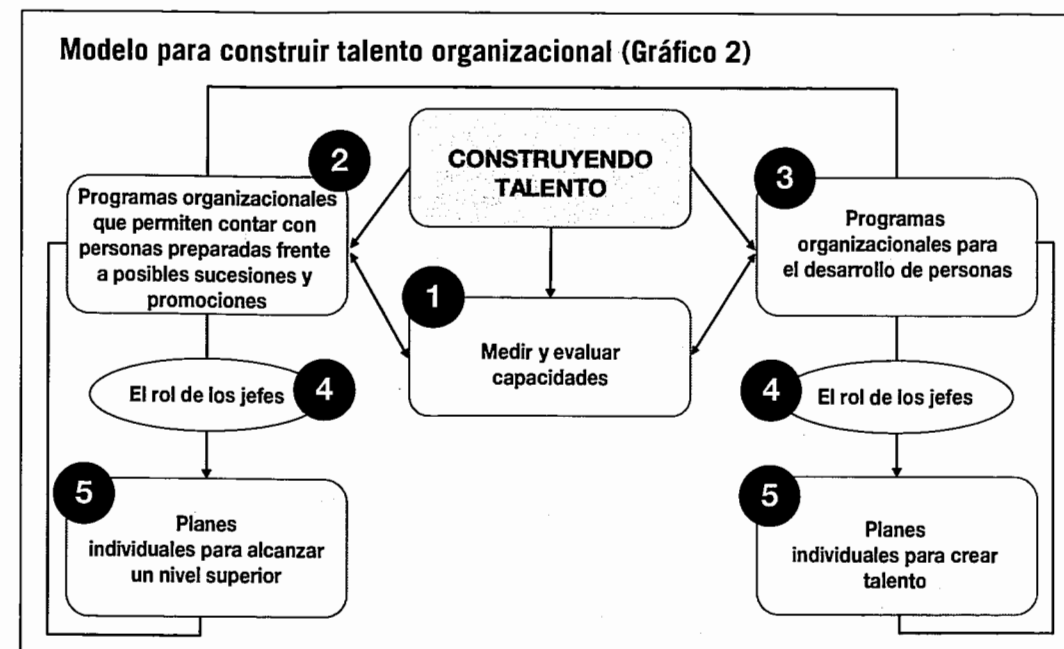 Modelo para construir talento organizacional (Gráfico 2)
CONSTRUYENDO
TALENTO
2
Programas organizacionales
que permiten contar con
personas preparadas frente
a posibles sucesiones y
promociones
3
Programas
organizacionales para
el desarrollo de personas
1
Medir y evaluar
capacidades
El rol de los jefes
4
4
El rol de los jefes
5
Planes
individuales para alcanzar
un nivel superior
5
Planes
individuales para crear
talento